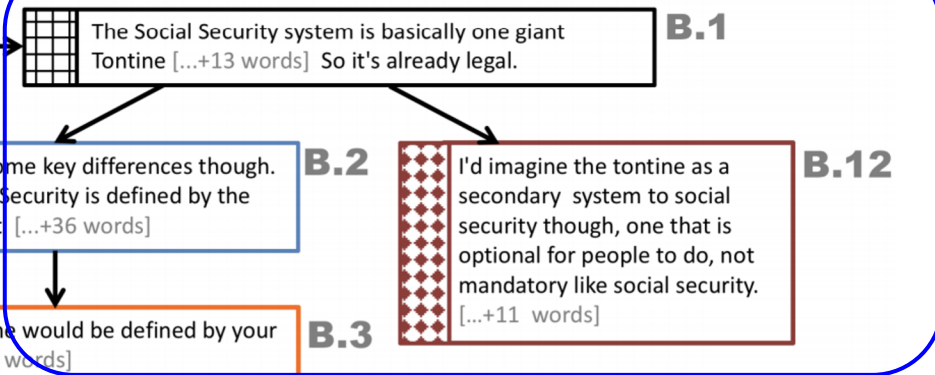 The Social Security system is basically one giant
Tontine [...+13 words]  So it's already legal.
B.1
me key differences though.
Security is defined by the
[...+36 words]
B.2
I'd imagine the tontine as a
secondary  system to social
security though, one that is
optional for people to do, not
mandatory like social security.
[...+11  words]
B.12
would be defined by your
words]
B.3